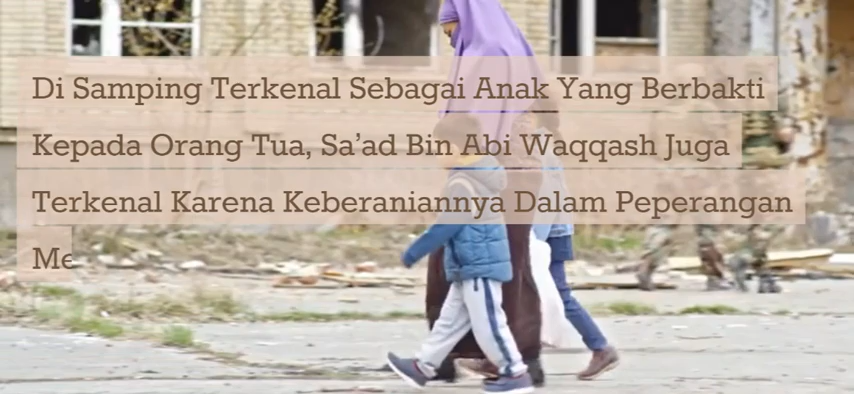 Di Samping Terkenal Sebagai Anak Yang Berbakti
Kepada Orang Tua, Sa’ad Bin Abi Waqqash Juga
Terkenal Karena Keberaniannya Dalam Peperangan